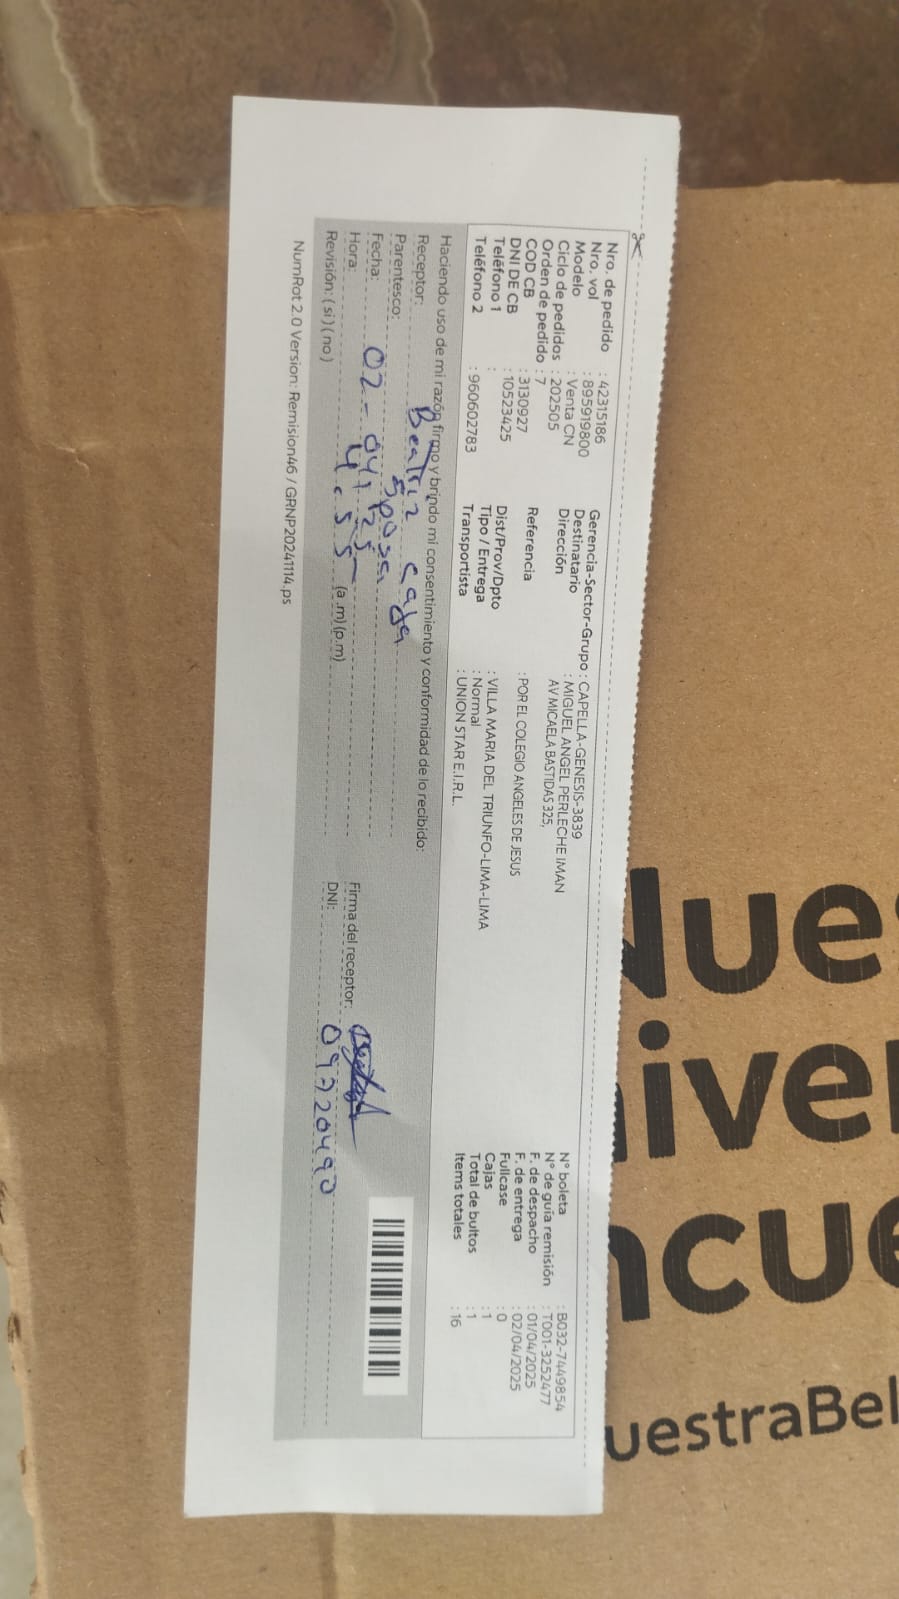 Nro. de pedido : 42315186
Nro. vol : 895919800
Modelo : Venta CN
Ciclo de pedidos : 202505
Orden de pedido : 7
COD CB : 3130927
DNI DE CB : 10523425
Teléfono 1 :
Teléfono 2 : 960602783
Gerencia-Sector-Grupo : CAPELLA-GENESIS-3839
Destinatario : MIGUEL ANGEL PERLECHE IMAN
Dirección AV MICAELA BASTIDAS 325,
Referencia : POR EL COLEGIO ANGELES DE JESUS
Dist/Prov/Dpto : VILLA MARIA DEL TRIUNFO-LIMA-LIMA
Tipo / Entrega : Normal
Transportista : UNION STAR E.I.R.L.
N° boleta : B032-7449854
N° de guía remisión : T001-3252477
F. de despacho : 01/04/2025
F. de entrega : 02/04/2025
Fullcase : 0
Cajas : 1
Total de bultos : 1
Items totales : 16
Haciendo uso de mi razón firmo y brindo mi consentimiento y conformidad de lo recibido:
Receptor: Beatriz
Parentesco: Sposa
Fecha: 02-04-25
Hora: 4:55 (a.m)(p.m)
Revisión: (si)(no)
Firma del receptor:
DNI:
NumRot 2.0 Version: Remision46 / GRNP20241114.ps
Nues
niver
ncue
uestraBel